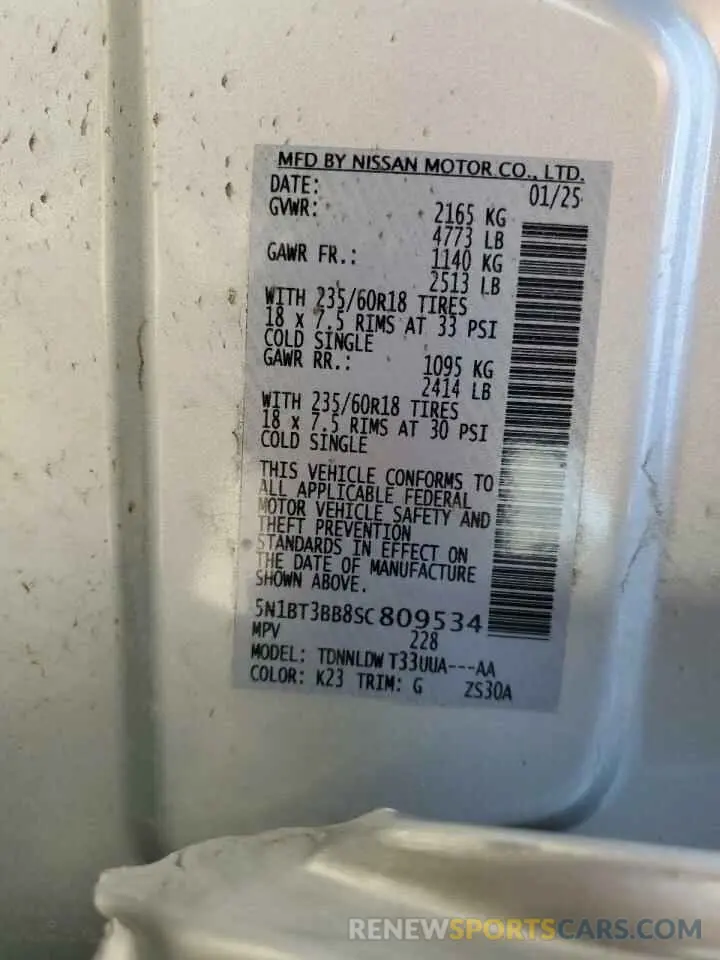 MFD BY NISSAN MOTOR CO., LTD.
DATE: 01/25
GVWR: 2165 KG
4773 LB
GAWR FR.: 1140 KG
2513 LB
WITH 235/60R18 TIRES
18 X 7.5 RIMS AT 33 PSI
COLD SINGLE
GAWR RR.: 1095 KG
2414 LB
WITH 235/60R18 TIRES
18 X 7.5 RIMS AT 30 PSI
COLD SINGLE
THIS VEHICLE CONFORMS TO
ALL APPLICABLE FEDERAL
MOTOR VEHICLE SAFETY AND
THEFT PREVENTION
STANDARDS IN EFFECT ON
THE DATE OF MANUFACTURE
SHOWN ABOVE.
5N1BT3BB8SC809534
MPV 228
MODEL: TDNNLDW T33UUA---AA
COLOR: K23 TRIM: G ZS30A
RENEWSPORTSCARS.COM